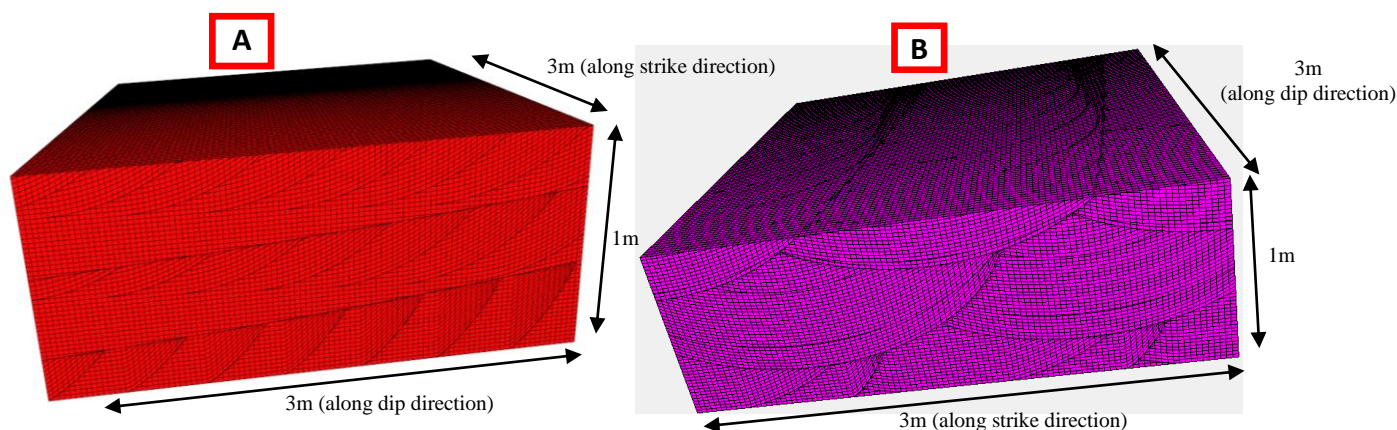 A
3m (along strike direction)
1m
3m (along dip direction)
B
3m
(along dip direction)
1m
3m (along strike direction)